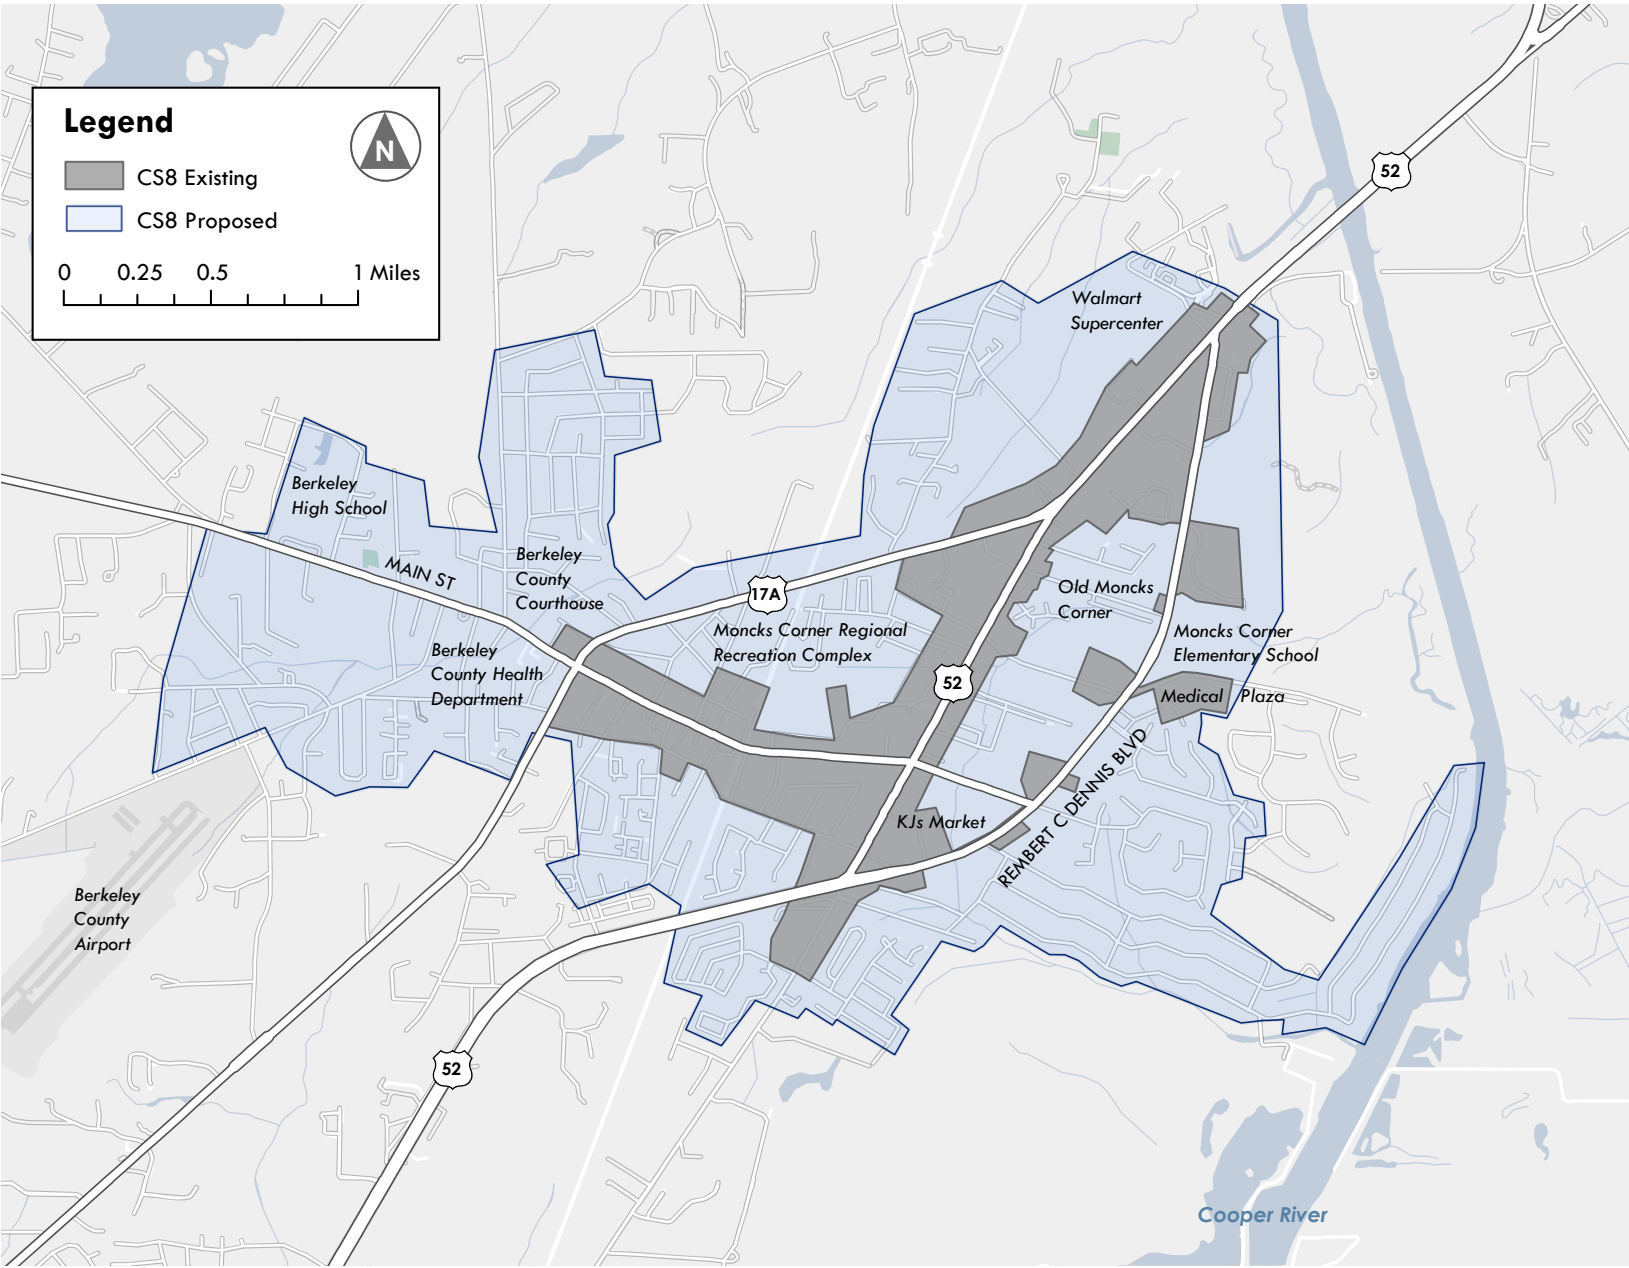 Legend
N
CS8 Existing
CS8 Proposed
0 0.25 0.5 1 Miles
52
Walmart
Supercenter
Berkeley
High School
MAIN ST
Berkeley
County
Courthouse
17A
Old Moncks
Corner
Moncks Corner Regional
Recreation Complex
Moncks Corner
Elementary School
Berkeley
County Health
Department
52
Medical Plaza
KJs Market
REMBERT C DENNIS BLVD
Berkeley
County
Airport
52
Cooper River